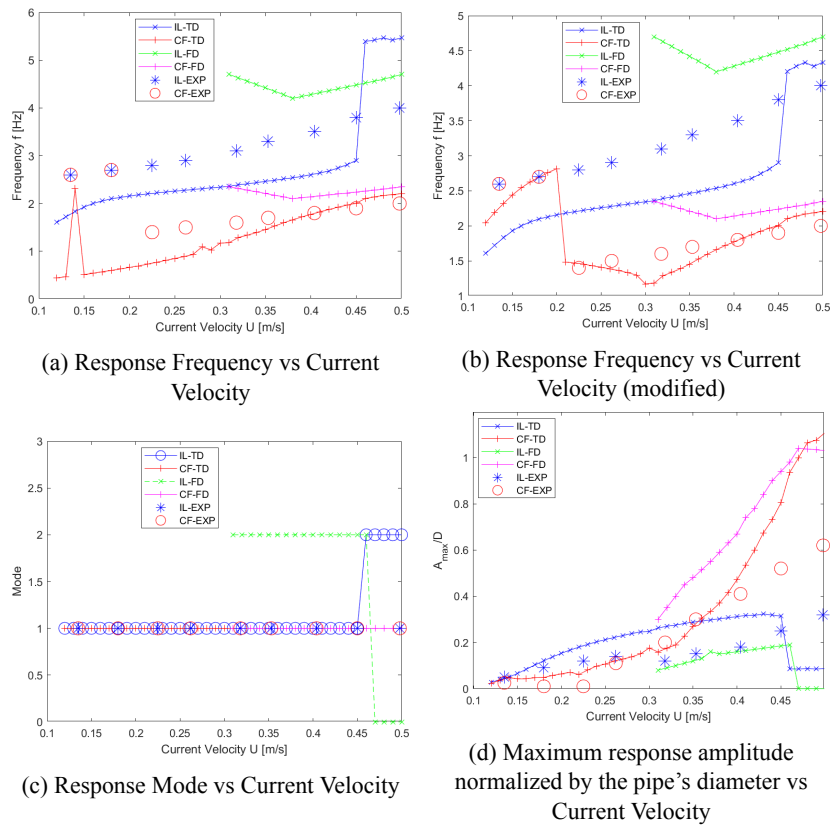 6
5
4
3
2
1
0
Frequency f [Hz]
IL-TD
CF-TD
IL-FD
CF-FD
IL-EXP
CF-EXP
0.1 0.15 0.2 0.25 0.3 0.35 0.4 0.45 0.5
Current Velocity U [m/s]
(a) Response Frequency vs Current
Velocity
5
4.5
4
3.5
3
2.5
2
1.5
1
Frequency f [Hz]
IL-TD
CF-TD
IL-FD
CF-FD
IL-EXP
CF-EXP
0.1 0.15 0.2 0.25 0.3 0.35 0.4 0.45 0.5
Current Velocity U [m/s]
(b) Response Frequency vs Current
Velocity (modified)
3
2.5
2
1.5
1
0.5
0
Mode
IL-TD
CF-TD
IL-FD
CF-FD
IL-EXP
CF-EXP
0.1 0.15 0.2 0.25 0.3 0.35 0.4 0.45 0.5
Current Velocity U [m/s]
(c) Response Mode vs Current Velocity
1
0.8
0.6
0.4
0.2
0
A_max/D
IL-TD
CF-TD
IL-FD
CF-FD
IL-EXP
CF-EXP
0.1 0.15 0.2 0.25 0.3 0.35 0.4 0.45
Current Velocity U [m/s]
(d) Maximum response amplitude
normalized by the pipe's diameter vs
Current Velocity